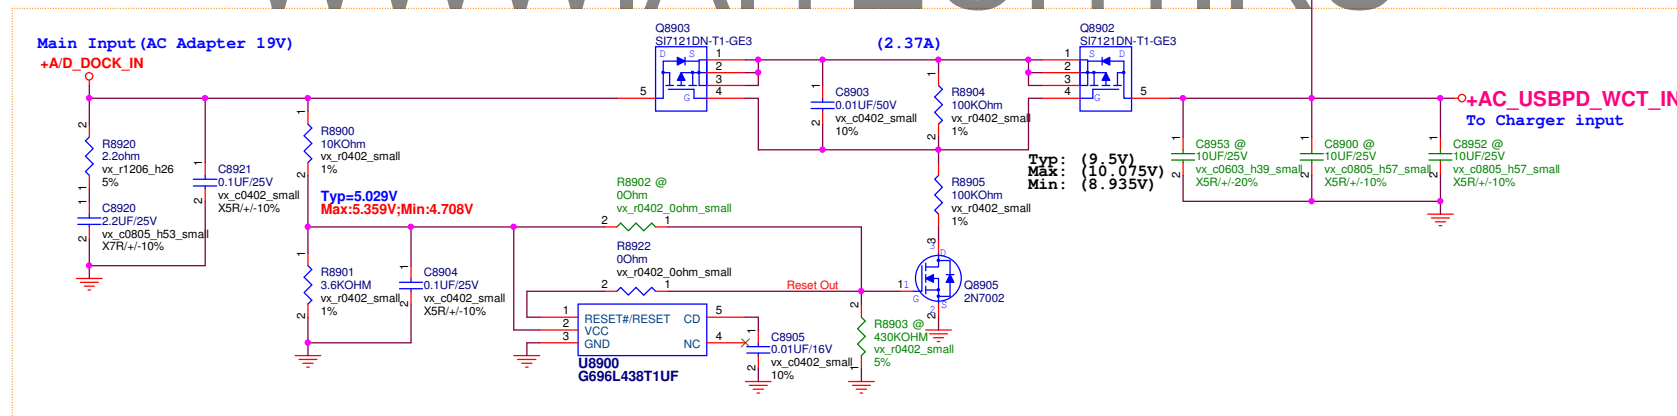 Main Input(AC Adapter 19V)
+A/D_DOCK_IN
R8920
2.2ohm
vx_r1206_h26
5%
C8920
2.2UF/25V
vx_c0805_h53_small
X7R/+/-10%
C8921
0.1UF/25V
vx_c0402_small
X5R/+/-10%
R8900
10KOhm
vx_r0402_small
1%
Typ=5.029V
Max:5.359V;Min:4.708V
R8901
3.6KOHM
vx_r0402_small
1%
C8904
0.1UF/25V
vx_c0402_small
X5R/+/-10%
R8902 @
0Ohm
vx_r0402_0ohm_small
R8922
0Ohm
vx_r0402_0ohm_small
Reset Out
RESET#/RESET CD
VCC
GND NC
U8900
G696L438T1UF
C8905
0.01UF/16V
vx_c0402_small
10%
R8903 @
430KOHM
vx_r0402_small
5%
Q8903
SI7121DN-T1-GE3
(2.37A)
C8903
0.01UF/50V
vx_c0402_small
10%
R8904
100KOhm
vx_r0402_small
1%
R8905
100KOhm
vx_r0402_small
1%
Q8905
2N7002
Q8902
SI7121DN-T1-GE3
Typ: (9.5V)
Max: (10.075V)
Min: (8.935V)
C8953 @
10UF/25V
vx_c0603_h39_small
X5R/+/-20%
C8900 @
10UF/25V
vx_c0805_h57_small
X5R/+/-10%
C8952 @
10UF/25V
vx_c0805_h57_small
X5R/+/-10%
+AC_USBPD_WCT_IN
To Charger input